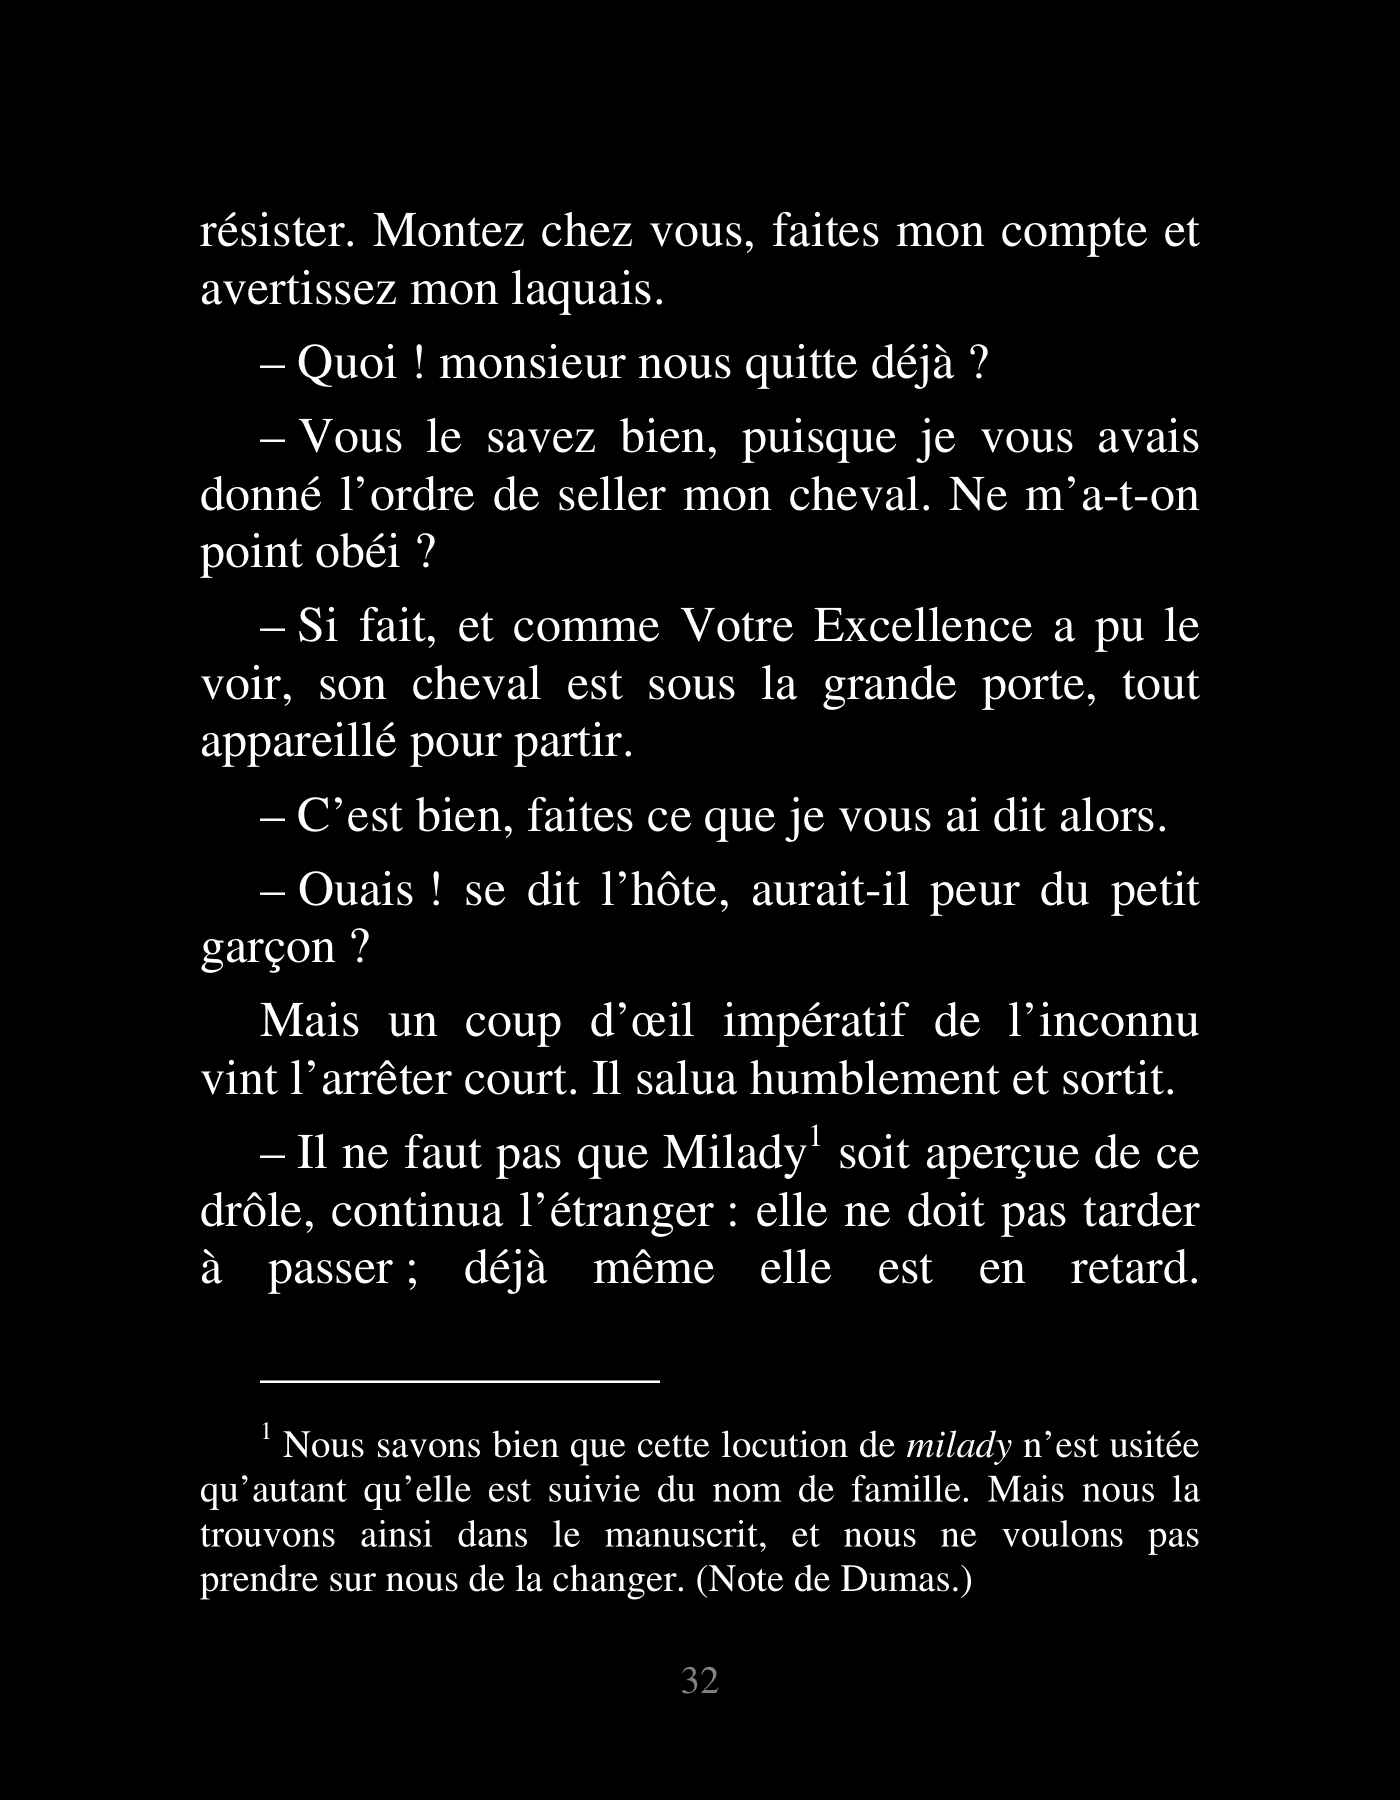 résister. Montez chez vous, faites mon compte et
avertissez mon laquais.
– Quoi ! monsieur nous quitte déjà ?
– Vous le savez bien, puisque je vous avais
donné l’ordre de seller mon cheval. Ne m’a-t-on
point obéi ?
– Si fait, et comme Votre Excellence a pu le
voir, son cheval est sous la grande porte, tout
appareillé pour partir.
– C’est bien, faites ce que je vous ai dit alors.
– Ouais ! se dit l’hôte, aurait-il peur du petit
garçon ?
Mais un coup d’œil impératif de l’inconnu
vint l’arrêter court. Il salua humblement et sortit.
– Il ne faut pas que Milady¹ soit aperçue de ce
drôle, continua l’étranger : elle ne doit pas tarder
à passer ; déjà même elle est en retard.
¹ Nous savons bien que cette locution de milady n’est usitée
qu’autant qu’elle est suivie du nom de famille. Mais nous la
trouvons ainsi dans le manuscrit, et nous ne voulons pas
prendre sur nous de la changer. (Note de Dumas.)
32